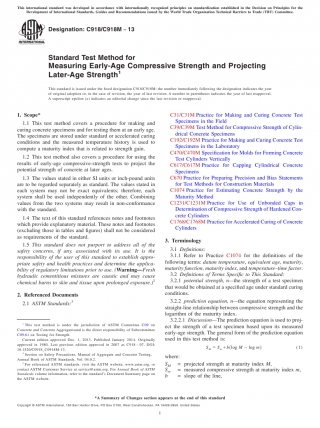 This international standard was developed in accordance with internationally recognized principles on standardization established in the Decision on Principles for the
Development of International Standards, Guides and Recommendations issued by the World Trade Organization Technical Barriers to Trade (TBT) Committee.
Designation: C918/C918M – 13
INTERNATIONAL
Standard Test Method for
Measuring Early-Age Compressive Strength and Projecting
Later-Age Strength1
This standard is issued under the fixed designation C918/C918M; the number immediately following the designation indicates the year
of original adoption or, in the case of revision, the year of last revision. A number in parentheses indicates the year of last reapproval.
A superscript epsilon (ε) indicates an editorial change since the last revision or reapproval.
1. Scope*
1.1 This test method covers a procedure for making and
curing concrete specimens and for testing them at an early age.
The specimens are stored under standard or accelerated curing
conditions and the measured temperature history is used to
compute a maturity index that is related to strength gain.
1.2 This test method also covers a procedure for using the
results of early-age compressive-strength tests to project the
potential strength of concrete at later ages.
1.3 The values stated in either SI units or inch-pound units
are to be regarded separately as standard. The values stated in
each system may not be exact equivalents; therefore, each
system shall be used independently of the other. Combining
values from the two systems may result in non-conformance
with the standard.
1.4 The text of this standard references notes and footnotes
which provide explanatory material. These notes and footnotes
(excluding those in tables and figures) shall not be considered
as requirements of the standard.
1.5 This standard does not purport to address all of the
safety concerns, if any, associated with its use. It is the
responsibility of the user of this standard to establish appro-
priate safety and health practices and determine the applica-
bility of regulatory limitations prior to use. (Warning—Fresh
hydraulic cementitious mixtures are caustic and may cause
chemical burns to skin and tissue upon prolonged exposure.)2
2. Referenced Documents
2.1 ASTM Standards:3
1 This test method is under the jurisdiction of ASTM Committee C09 on
Concrete and Concrete Aggregates and is the direct responsibility of Subcommittee
C09.61 on Testing for Strength.
Current edition approved Dec. 1, 2013. Published January 2014. Originally
approved in 1980. Last previous edition approved in 2007 as C918 – 07. DOI:
10.1520/C0918_C0918M-13.
2 Section on Safety Precautions, Manual of Aggregate and Concrete Testing,
Annual Book of ASTM Standards, Vol. 04.02.
3 For referenced ASTM standards, visit the ASTM website, www.astm.org, or
contact ASTM Customer Service at service@astm.org. For Annual Book of ASTM
Standards volume information, refer to the standard's Document Summary page on
the ASTM website.
C31/C31M Practice for Making and Curing Concrete Test
Specimens in the Field
C39/C39M Test Method for Compressive Strength of Cylin-
drical Concrete Specimens
C192/C192M Practice for Making and Curing Concrete Test
Specimens in the Laboratory
C470/C470M Specification for Molds for Forming Concrete
Test Cylinders Vertically
C617/C617M Practice for Capping Cylindrical Concrete
Specimens
C670 Practice for Preparing Precision and Bias Statements
for Test Methods for Construction Materials
C1074 Practice for Estimating Concrete Strength by the
Maturity Method
C1231/C1231M Practice for Use of Unbonded Caps in
Determination of Compressive Strength of Hardened Con-
crete Cylinders
C1768/C1768M Practice for Accelerated Curing of Concrete
Cylinders
3. Terminology
3.1 Definitions:
3.1.1 Refer to Practice C1074 for the definitions of the
following terms: datum temperature, equivalent age, maturity,
maturity function, maturity index, and temperature–time factor.
3.2 Definitions of Terms Specific to This Standard:
3.2.1 potential strength, n—the strength of a test specimen
that would be obtained at a specified age under standard curing
conditions.
3.2.2 prediction equation, n—the equation representing the
straight-line relationship between compressive strength and the
logarithm of the maturity index.
3.2.2.1 Discussion—The prediction equation is used to proj-
ect the strength of a test specimen based upon its measured
early-age strength. The general form of the prediction equation
used in this test method is:
SM = Sm + b(log M − log m) (1)
where:
SM = projected strength at maturity index M,
Sm = measured compressive strength at maturity index m,
b = slope of the line,
*A Summary of Changes section appears at the end of this standard
Copyright © ASTM International, 100 Barr Harbor Drive, PO Box C700, West Conshohocken, PA 19428-2959. United States
1